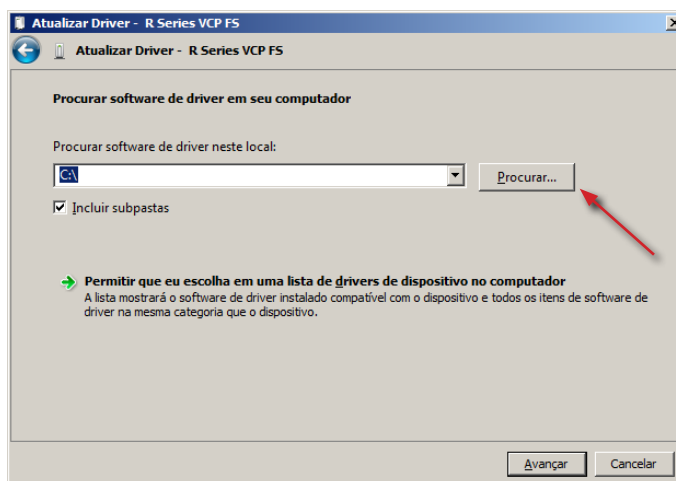 Atualizar Driver - R Series VCP FS
Atualizar Driver - R Series VCP FS
Procurar software de driver em seu computador
Procurar software de driver neste local:
C:\
Procurar...
Incluir subpastas
Permitir que eu escolha em uma lista de drivers de dispositivo no computador
A lista mostrará o software de driver instalado compatível com o dispositivo e todos os itens de software de
driver na mesma categoria que o dispositivo.
Avançar
Cancelar